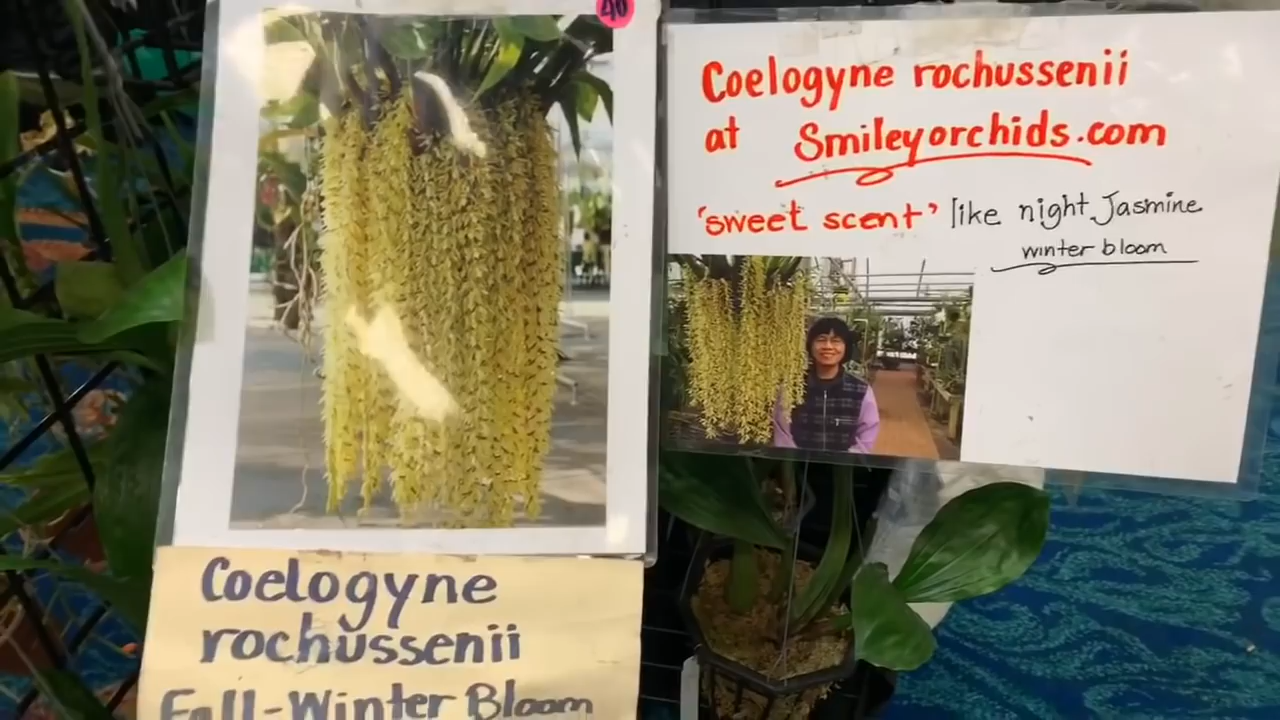 40
Coelogyne
rochussenii
Fall-Winter Bloom
Coelogyne rochussenii
at Smileyorchids.com
'sweet scent' like night Jasmine
winter bloom